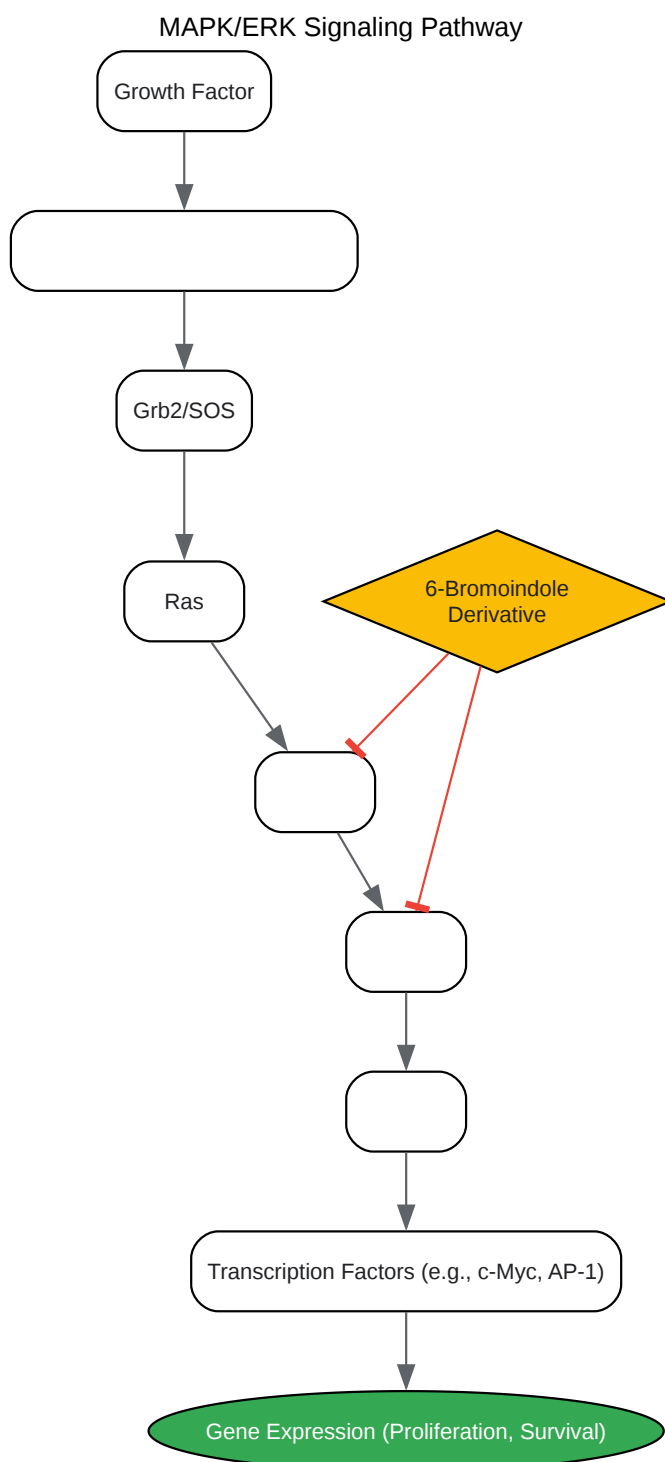 MAPK/ERK Signaling Pathway
Growth Factor
Grb2/SOS
Ras
6-Bromoindole
Derivative
Transcription Factors (e.g., c-Myc, AP-1)
Gene Expression (Proliferation, Survival)